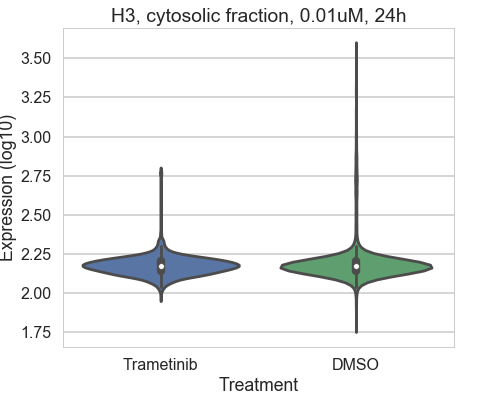 H3, cytosolic fraction, 0.01uM, 24h
Expression (log10)
3.50
3.25
3.00
2.75
2.50
2.25
2.00
1.75
Trametinib
DMSO
Treatment